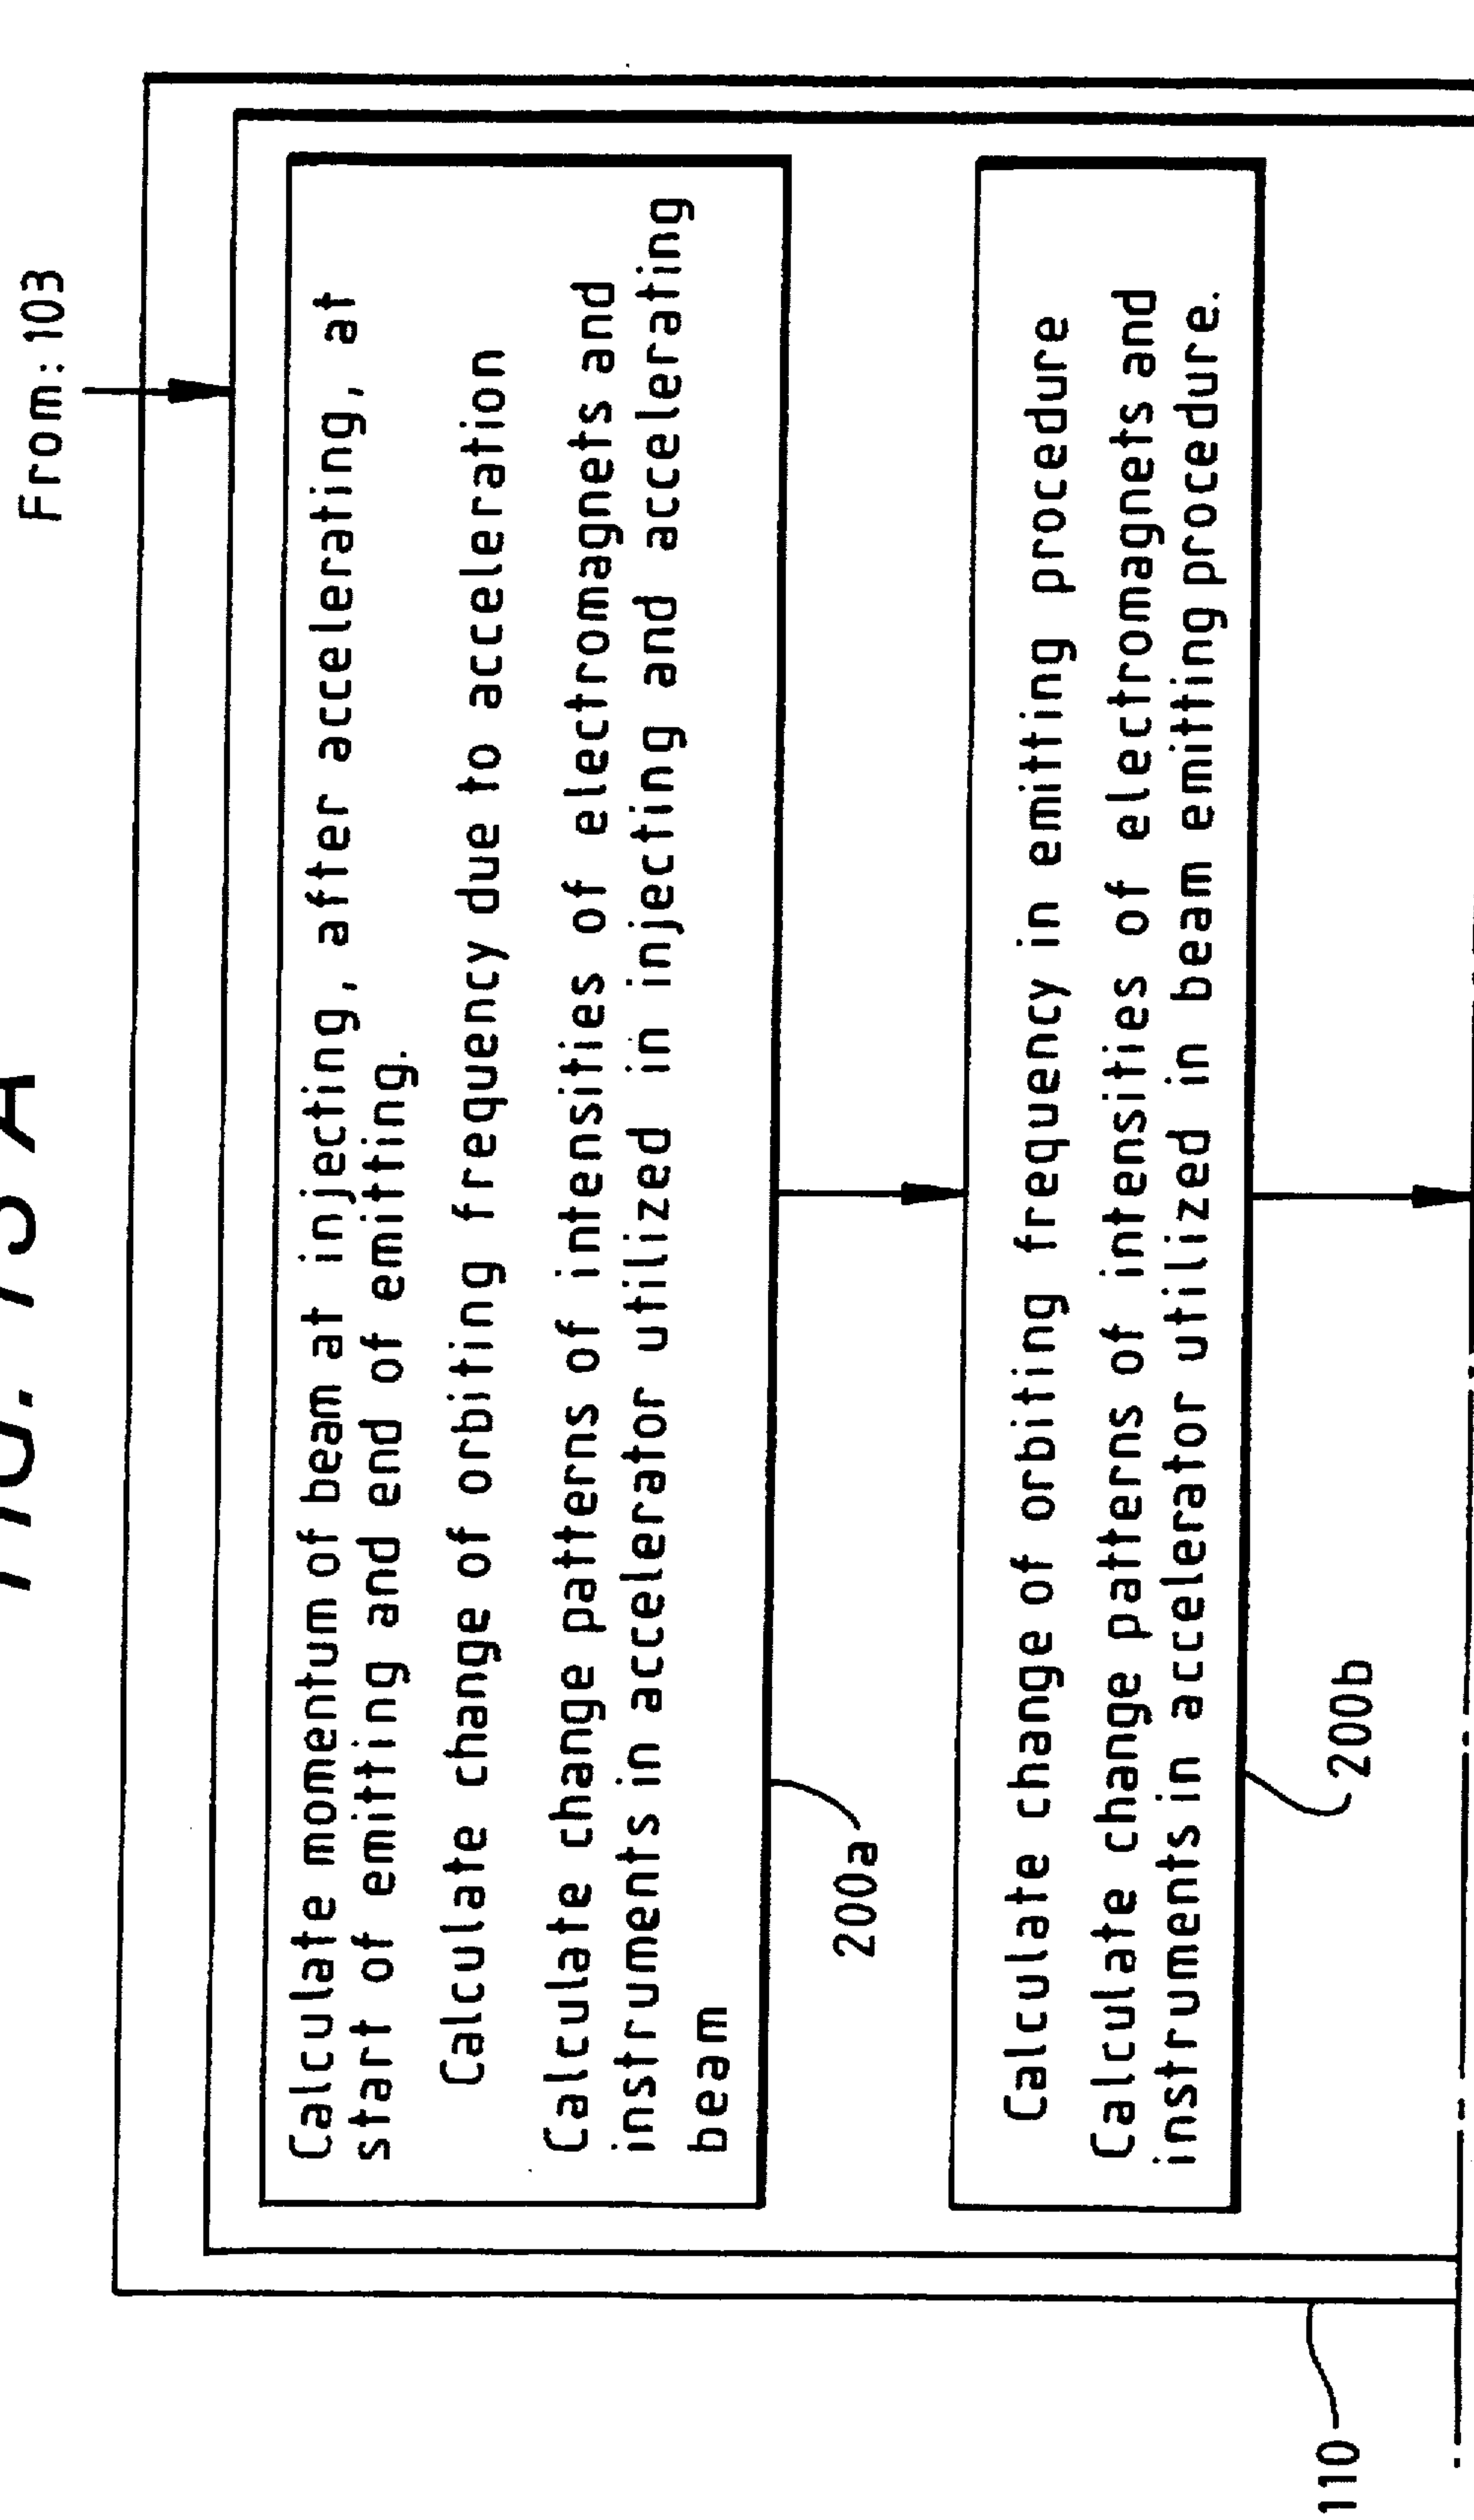 From: 103
Calculate momentum of beam at injecting, after accelerating, at
start of emitting and end of emitting.
Calculate change of orbiting frequency due to acceleration
Calculate change patterns of intensities of electromagnets and
instruments in accelerator utilized in injecting and accelerating
beam
200a
Calculate change of orbiting frequency in emitting procedure
Calculate change patterns of intensities of electromagnets and
instruments in accelerator utilized in beam emitting procedure.
200b
110